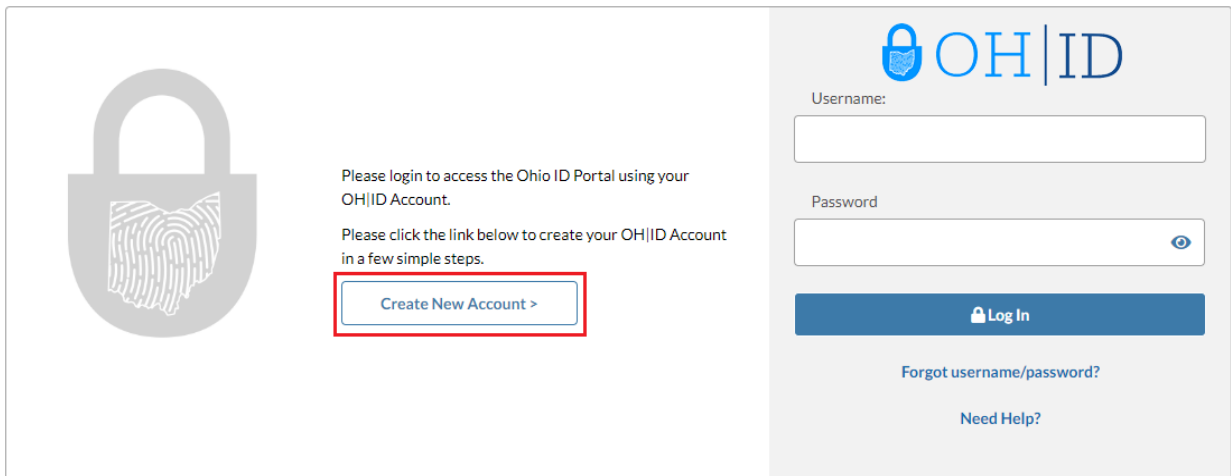 Please login to access the Ohio ID Portal using your
OH|ID Account.
Please click the link below to create your OH|ID Account
in a few simple steps.
Create New Account >
OH|ID
Username:
Password
Log In
Forgot username/password?
Need Help?